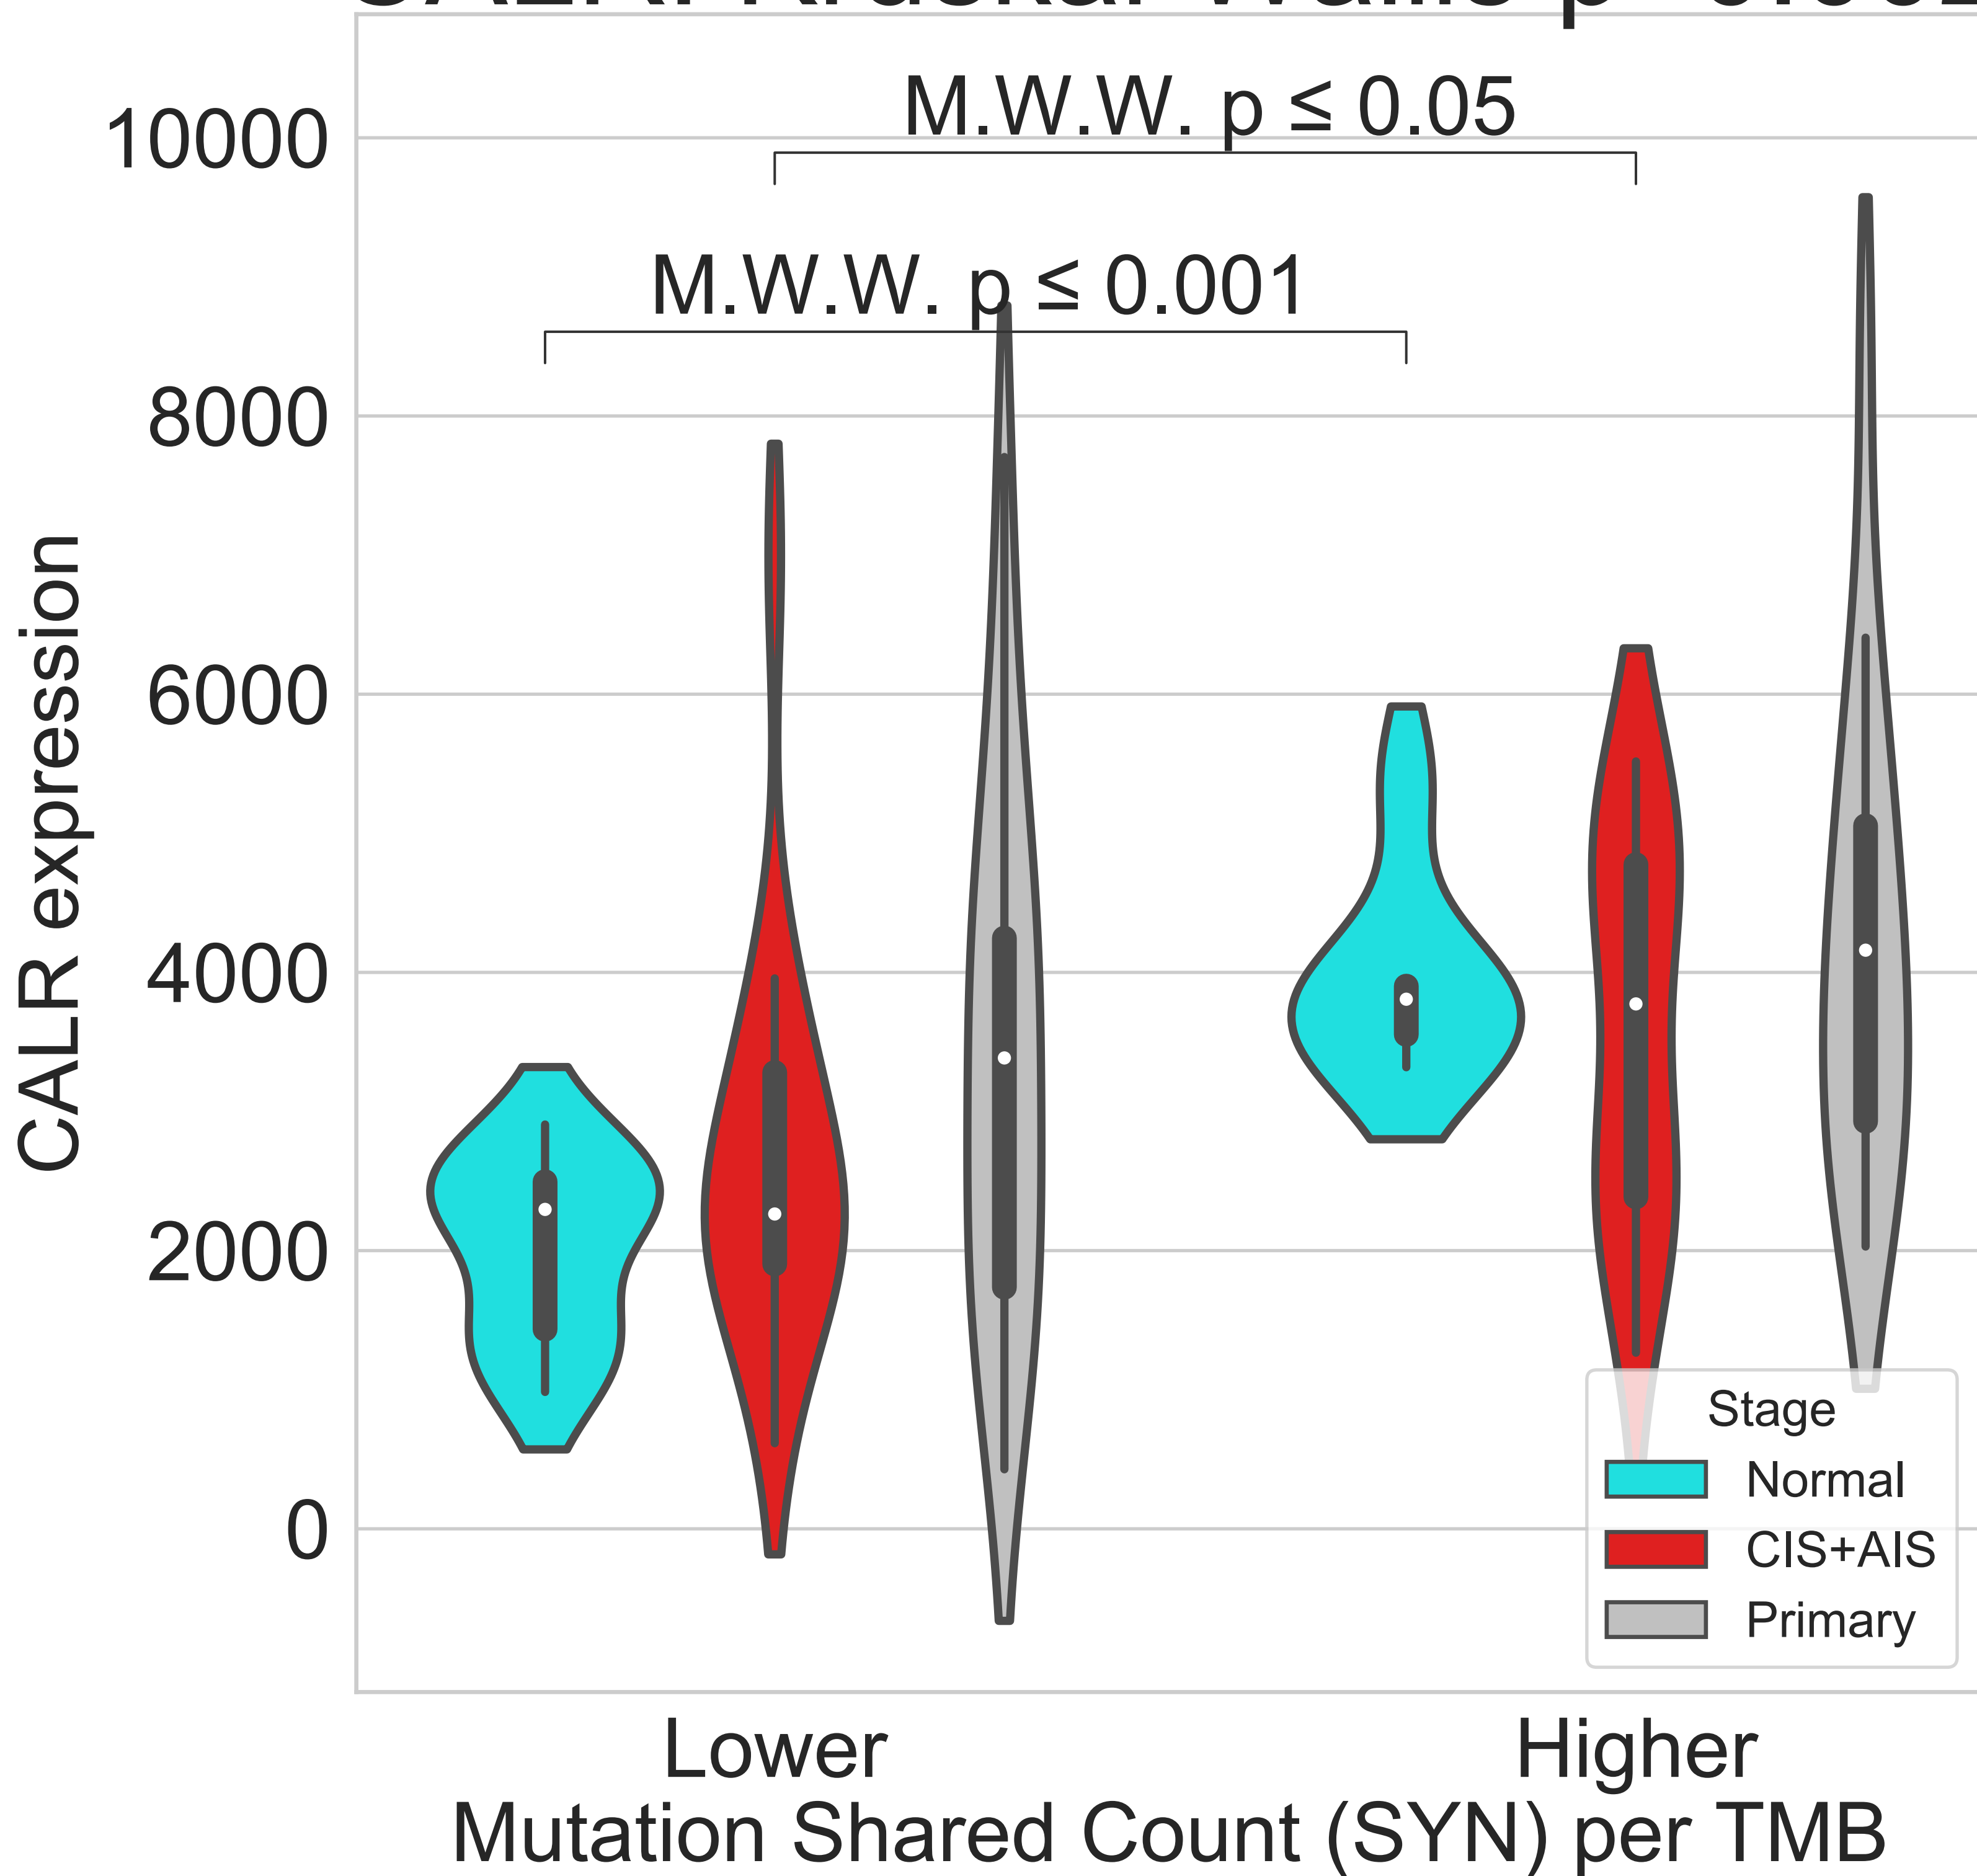 M.W.W. p ≤ 0.05
M.W.W. p ≤ 0.001
10000
8000
6000
4000
2000
0
CALR expression
Stage
Normal
CIS+AIS
Primary
Lower
Higher
Mutation Shared Count (SYN) per TMB